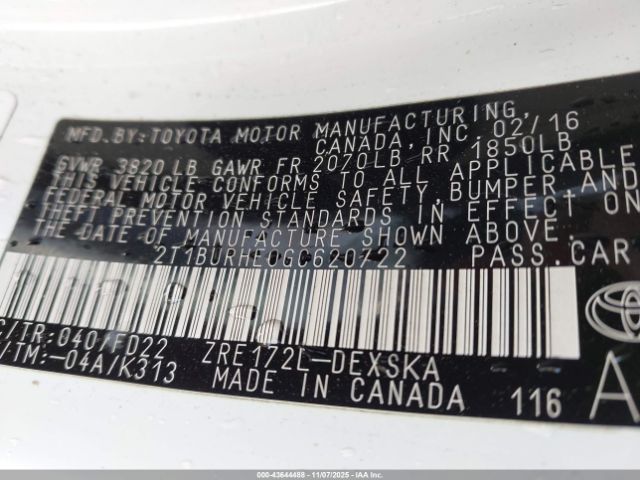 MFD.BY:TOYOTA MOTOR MANUFACTURING,
CANADA, INC. 02/16
GVWR 3820 LB GAWR FR 2070LB RR 1850LB
THIS VEHICLE CONFORMS TO ALL APPLICABLE
FEDERAL MOTOR VEHICLE SAFETY, BUMPER AND
THEFT PREVENTION STANDARDS IN EFFECT ON
THE DATE OF MANUFACTURE SHOWN ABOVE.
2T1BURHE0GC620722 PASS.CAR
C/TR:040/FD22 ZRE172L-DEXSKA
/TM:-04A/K313 MADE IN CANADA 116 A
TOYOTA
000-43644488 - 11/07/2025 - IAAI.com